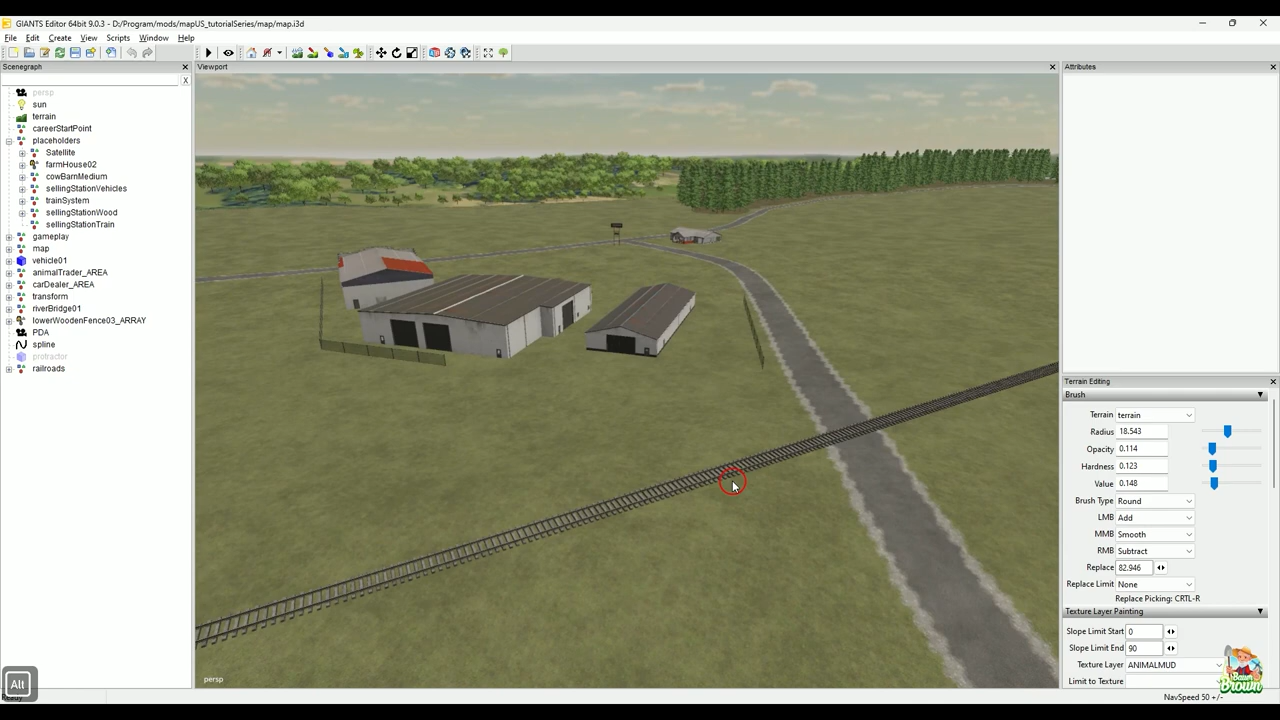 GIANTS Editor 64bit 9.0.3 - D:/Program/mods/mapUS_tutorialSeries/map/map.i3d
File Edit Create View Scripts Window Help
Scenegraph
X
persp
sun
terrain
careerStartPoint
placeholders
Satellite
farmHouse02
cowBarnMedium
sellingStationVehicles
trainSystem
sellingStationWood
sellingStationTrain
gameplay
map
vehicle01
animalTrader_AREA
carDealer_AREA
transform
riverBridge01
lowerWoodenFence03_ARRAY
PDA
spline
protractor
railroads
Alt
Ready
Viewport
persp
Attributes
Terrain Editing
Brush
Terrain terrain
Radius 18.543
Opacity 0.114
Hardness 0.123
Value 0.148
Brush Type Round
LMB Add
MMB Smooth
RMB Subtract
Replace 82.946
Replace Limit None
Replace Picking: CRTL-R
Texture Layer Painting
Slope Limit Start 0
Slope Limit End 90
Texture Layer ANIMALMUD
Limit to Texture
Brown
NavSpeed 50 +/-